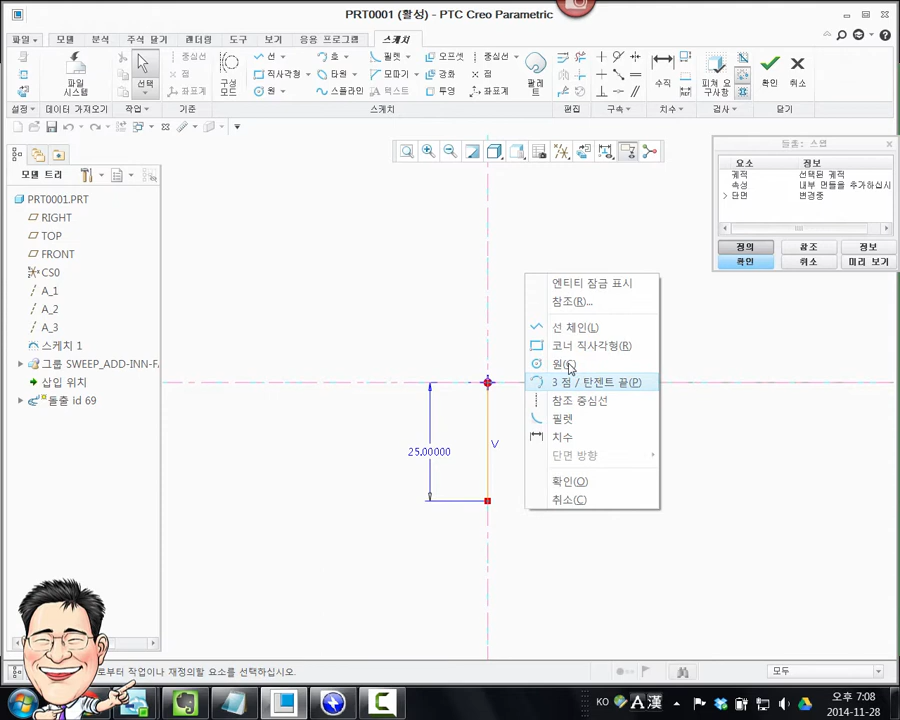 PRT0001 (활성) - PTC Creo Parametric
파일 모델 분석 주석 달기 렌더링 도구 보기 응용 프로그램 스케치
파일 시스템
선택
중심선
점
좌표계
구성 모드
선 호 필렛 오프셋 중심선
직사각형 타원 모따기 강화 점
원 스플라인 텍스트 투영 좌표계
팔레트
수직
피처 요구사항
확인 취소
설정 데이터 가져오기 작업 기준 스케치 편집 구속 치수 검사 닫기
모델 트리
PRT0001.PRT
RIGHT
TOP
FRONT
CS0
A_1
A_2
A_3
스케치 1
그룹 SWEEP_ADD-INN-FA
삽입 위치
돌출 id 69
돌출: 스윕
요소 정보
궤적 선택된 궤적
속성 내부 면들을 추가하십시
> 단면 변경중
정의 참조 정보
확인 취소 미리 보기
엔티티 잠금 표시
참조(R)...
선 체인(L)
코너 직사각형(R)
원(C)
3 점 / 탄젠트 끝(P)
참조 중심선
필렛
치수
단면 방향
확인(O)
취소(C)
25.00000
V
로부터 작업이나 재정의할 요소를 선택하십시오.
모두
KO A 漢
오후 7:08
2014-11-28